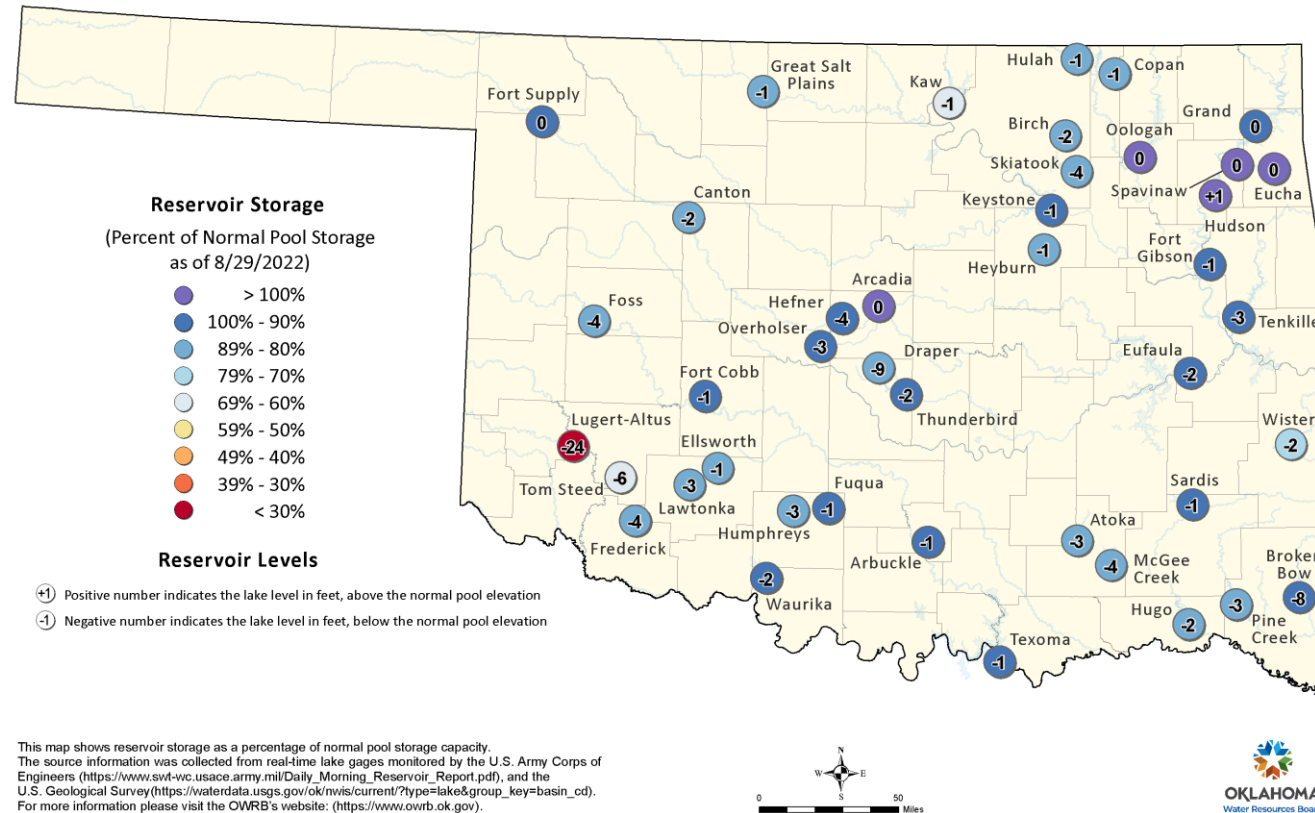 Hulah
-1
Copan
-1
Great Salt
Plains
-1
Kaw
-1
Fort Supply
0
Grand
0
Birch
-2
Oologah
0
Skiatook
-4
Spavinaw
0
Eucha
0
+1
Hudson
Canton
-2
Keystone
-1
Heyburn
-1
Fort
Gibson
-1
Reservoir Storage
(Percent of Normal Pool Storage
as of 8/29/2022)
> 100%
100% - 90%
89% - 80%
79% - 70%
69% - 60%
59% - 50%
49% - 40%
39% - 30%
< 30%
Reservoir Levels
+1 Positive number indicates the lake level in feet, above the normal pool elevation
-1 Negative number indicates the lake level in feet, below the normal pool elevation
Foss
-4
Arcadia
0
Hefner
-4
Overholser
-3
Draper
-9
-2
Thunderbird
-3
Tenkille
Eufaula
-2
Fort Cobb
-1
Lugert-Altus
-24
Ellsworth
-1
Tom Steed
-6
-3
Lawtonka
-4
Frederick
Fuqua
-1
-3
Humphreys
Wister
-2
Sardis
-1
Atoka
-3
-4
McGee
Creek
Arbuckle
-1
-2
Waurika
Broken
Bow
-8
Hugo
-2
-3
Pine
Creek
Texoma
-1
This map shows reservoir storage as a percentage of normal pool storage capacity.
The source information was collected from real-time lake gages monitored by the U.S. Army Corps of
Engineers (https://www.swt-wc.usace.army.mil/Daily_Morning_Reservoir_Report.pdf), and the
U.S. Geological Survey(https://waterdata.usgs.gov/ok/nwis/current/?type=lake&group_key=basin_cd).
For more information please visit the OWRB's website: (https://www.owrb.ok.gov).
N
W E
S
0 50
Miles
OKLAHOMA
Water Resources Boa